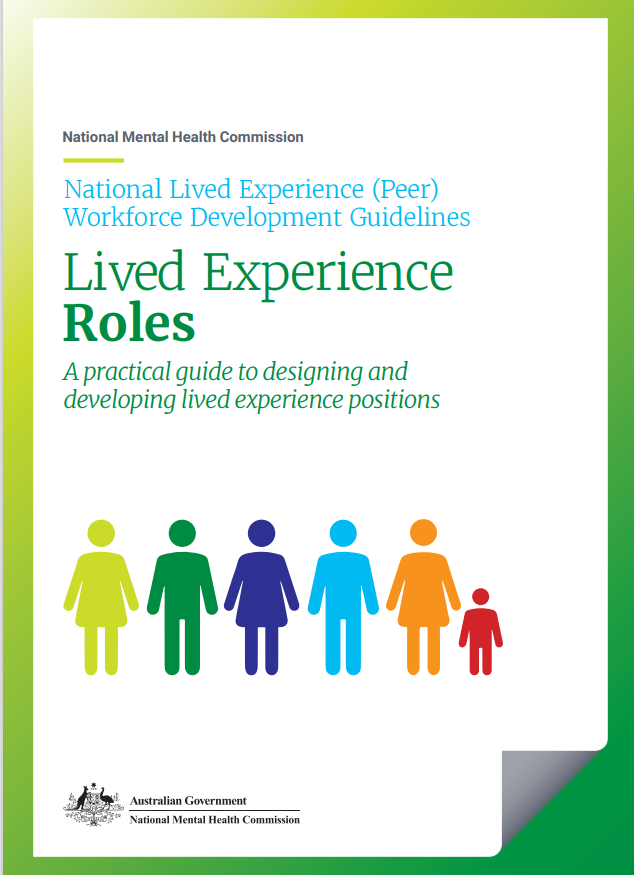 National Mental Health Commission
National Lived Experience (Peer)
Workforce Development Guidelines
Lived Experience
Roles
A practical guide to designing and
developing lived experience positions
Australian Government
National Mental Health Commission